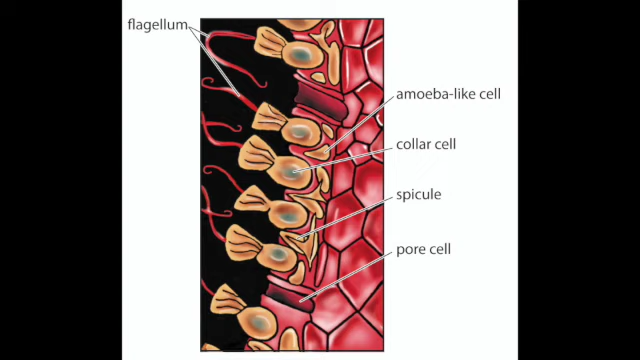 flagellum
amoeba-like cell
collar cell
spicule
pore cell